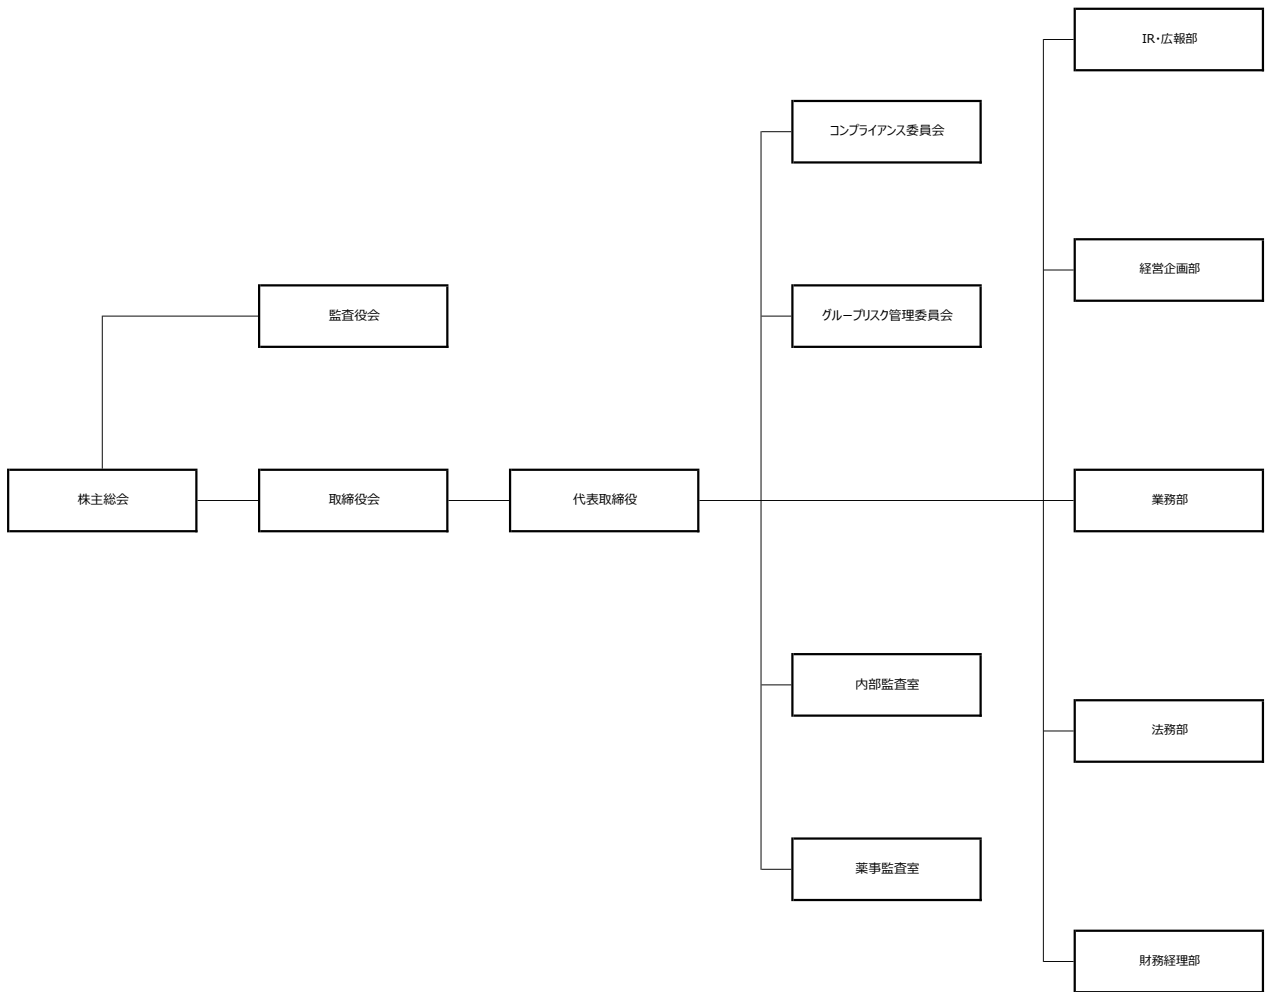 IR・広報部
コンプライアンス委員会
経営企画部
監査役会
グループリスク管理委員会
株主総会
取締役会
代表取締役
業務部
内部監査室
法務部
薬事監査室
財務経理部